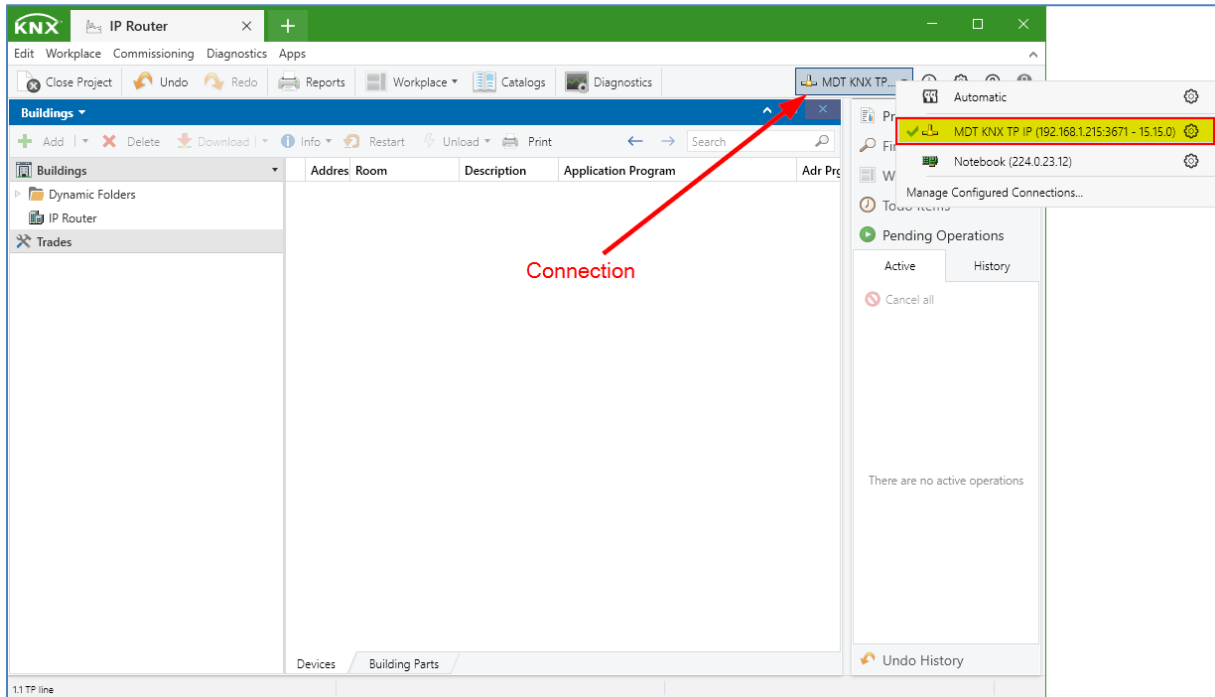 KNX IP Router
Edit Workplace Commissioning Diagnostics Apps
Close Project Undo Redo Reports Workplace Catalogs Diagnostics MDT KNX TP...
Automatic
Buildings
MDT KNX TP IP (192.168.1.215:3671 - 15.15.0)
Add Delete Download Info Restart Unload Print Search
Notebook (224.0.23.12)
Buildings Addres Room Description Application Program Adr Prg
Manage Configured Connections...
Dynamic Folders
IP Router
Trades
Pending Operations
Connection
Active History
Cancel all
There are no active operations
Devices Building Parts
Undo History
1.1 TP line